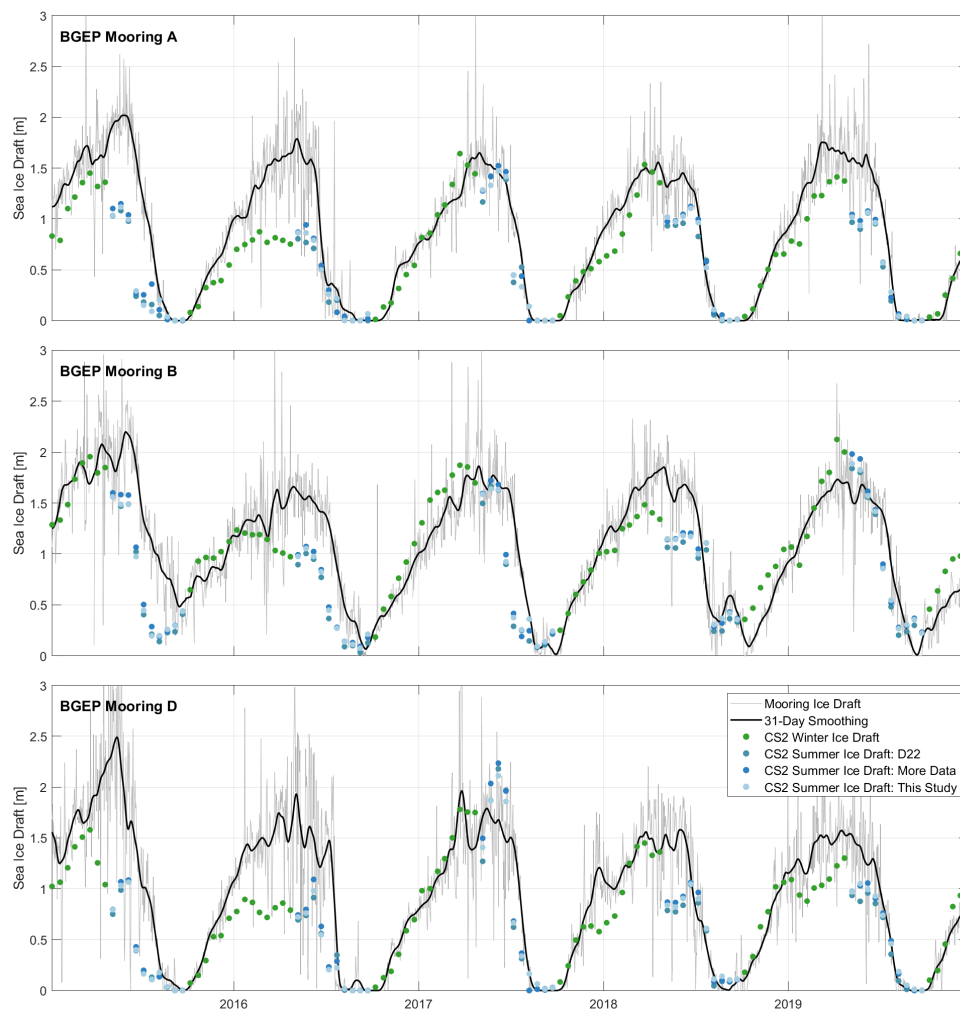 3
BGEP Mooring A
2.5
2
Sea Ice Draft [m]
1.5
1
0.5
0
3
BGEP Mooring B
2.5
2
Sea Ice Draft [m]
1.5
1
0.5
0
3
BGEP Mooring D
2.5
2
Sea Ice Draft [m]
1.5
1
0.5
0
Mooring Ice Draft
31-Day Smoothing
CS2 Winter Ice Draft
CS2 Summer Ice Draft: D22
CS2 Summer Ice Draft: More Data
CS2 Summer Ice Draft: This Study
2016 2017 2018 2019